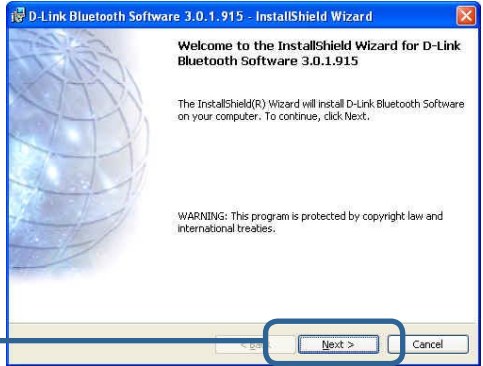 D-Link Bluetooth Software 3.0.1.915 - InstallShield Wizard
Welcome to the InstallShield Wizard for D-Link
Bluetooth Software 3.0.1.915
The InstallShield(R) Wizard will install D-Link Bluetooth Software
on your computer. To continue, click Next.
WARNING: This program is protected by copyright law and
international treaties.
Next > Cancel